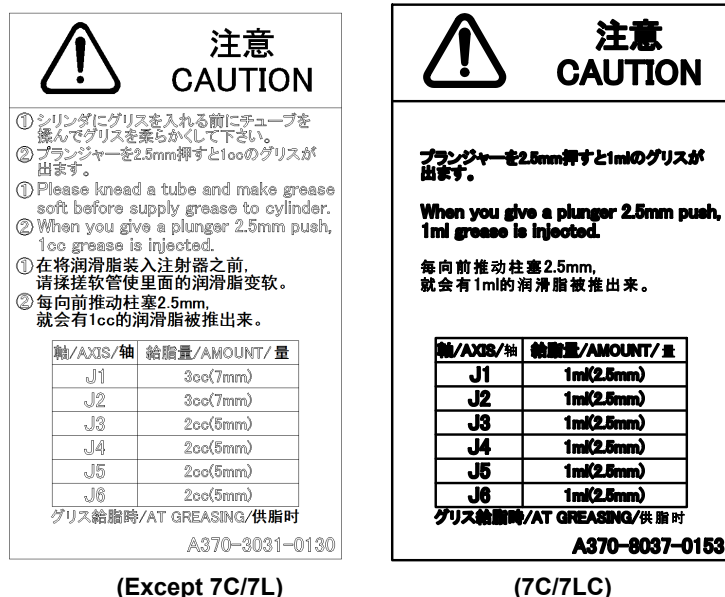 注意
CAUTION
① シリンダにグリスを入れる前にチューブを
揉んでグリスを柔らかくして下さい。
② プランジャーを2.5mm押すと1ccのグリスが
出ます。
① Please knead a tube and make grease
soft before supply grease to cylinder.
② When you give a plunger 2.5mm push,
1cc grease is injected.
① 在将润滑脂装入注射器之前,
请揉搓软管使里面的润滑脂变软。
② 每向前推动柱塞2.5mm,
就会有1cc的润滑脂被推出来。
軸/AXIS/轴 給脂量/AMOUNT/量
J1 3cc(7mm)
J2 3cc(7mm)
J3 2cc(5mm)
J4 2cc(5mm)
J5 2cc(5mm)
J6 2cc(5mm)
グリス給脂時/AT GREASING/供脂时
A370-3031-0130
(Except 7C/7L)
注意
CAUTION
プランジャーを2.5mm押すと1mlのグリスが
出ます。
When you give a plunger 2.5mm push,
1ml grease is injected.
每向前推动柱塞2.5mm,
就会有1ml的润滑脂被推出来。
軸/AXIS/轴 給脂量/AMOUNT/量
J1 1ml(2.5mm)
J2 1ml(2.5mm)
J3 1ml(2.5mm)
J4 1ml(2.5mm)
J5 1ml(2.5mm)
J6 1ml(2.5mm)
グリス給脂時/AT GREASING/供脂时
A370-8037-0153
(7C/7LC)